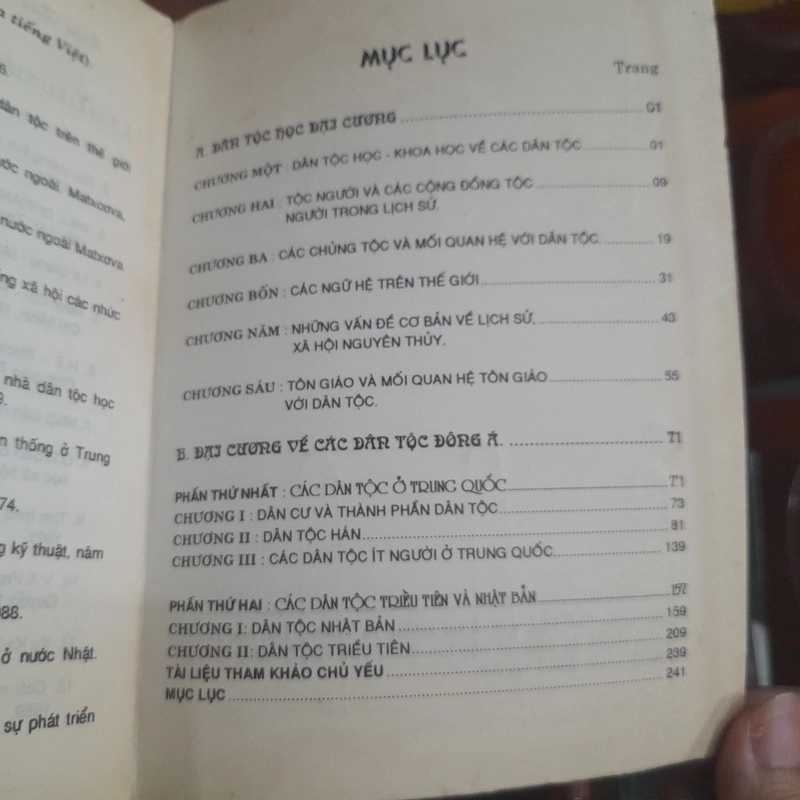 tiếng Việt).
6.
dân tộc trên thế giới
nước ngoài. Matxcova,
nước ngoài Matxova
xã hội các nhức
nhà dân tộc học
9.
thống ở Trung
74.
kỹ thuật, năm
988.
ở nước Nhật.
sự phát triển
MỤC LỤC
Trang
A. DÂN TỘC HỌC ĐẠI CƯƠNG 01
CHƯƠNG MỘT : DÂN TỘC HỌC - KHOA HỌC VỀ CÁC DÂN TỘC 01
CHƯƠNG HAI : TỘC NGƯỜI VÀ CÁC CỘNG ĐỒNG TỘC 09
NGƯỜI TRONG LỊCH SỬ.
CHƯƠNG BA : CÁC CHỦNG TỘC VÀ MỐI QUAN HỆ VỚI DÂN TỘC. 19
CHƯƠNG BỐN : CÁC NGỮ HỆ TRÊN THẾ GIỚI 31
CHƯƠNG NĂM : NHỮNG VẤN ĐỀ CƠ BẢN VỀ LỊCH SỬ, 43
XÃ HỘI NGUYÊN THỦY.
CHƯƠNG SÁU : TÔN GIÁO VÀ MỐI QUAN HỆ TÔN GIÁO 55
VỚI DÂN TỘC.
B. ĐẠI CƯƠNG VỀ CÁC DÂN TỘC ĐÔNG Á. 71
PHẦN THỨ NHẤT : CÁC DÂN TỘC Ở TRUNG QUỐC 71
CHƯƠNG I : DÂN CƯ VÀ THÀNH PHẦN DÂN TỘC 73
CHƯƠNG II : DÂN TỘC HÁN 81
CHƯƠNG III : CÁC DÂN TỘC ÍT NGƯỜI Ở TRUNG QUỐC 139
PHẦN THỨ HAI : CÁC DÂN TỘC TRIỀU TIÊN VÀ NHẬT BẢN 157
CHƯƠNG I: DÂN TỘC NHẬT BẢN 159
CHƯƠNG II: DÂN TỘC TRIỀU TIÊN 209
TÀI LIỆU THAM KHẢO CHỦ YẾU 239
MỤC LỤC 241